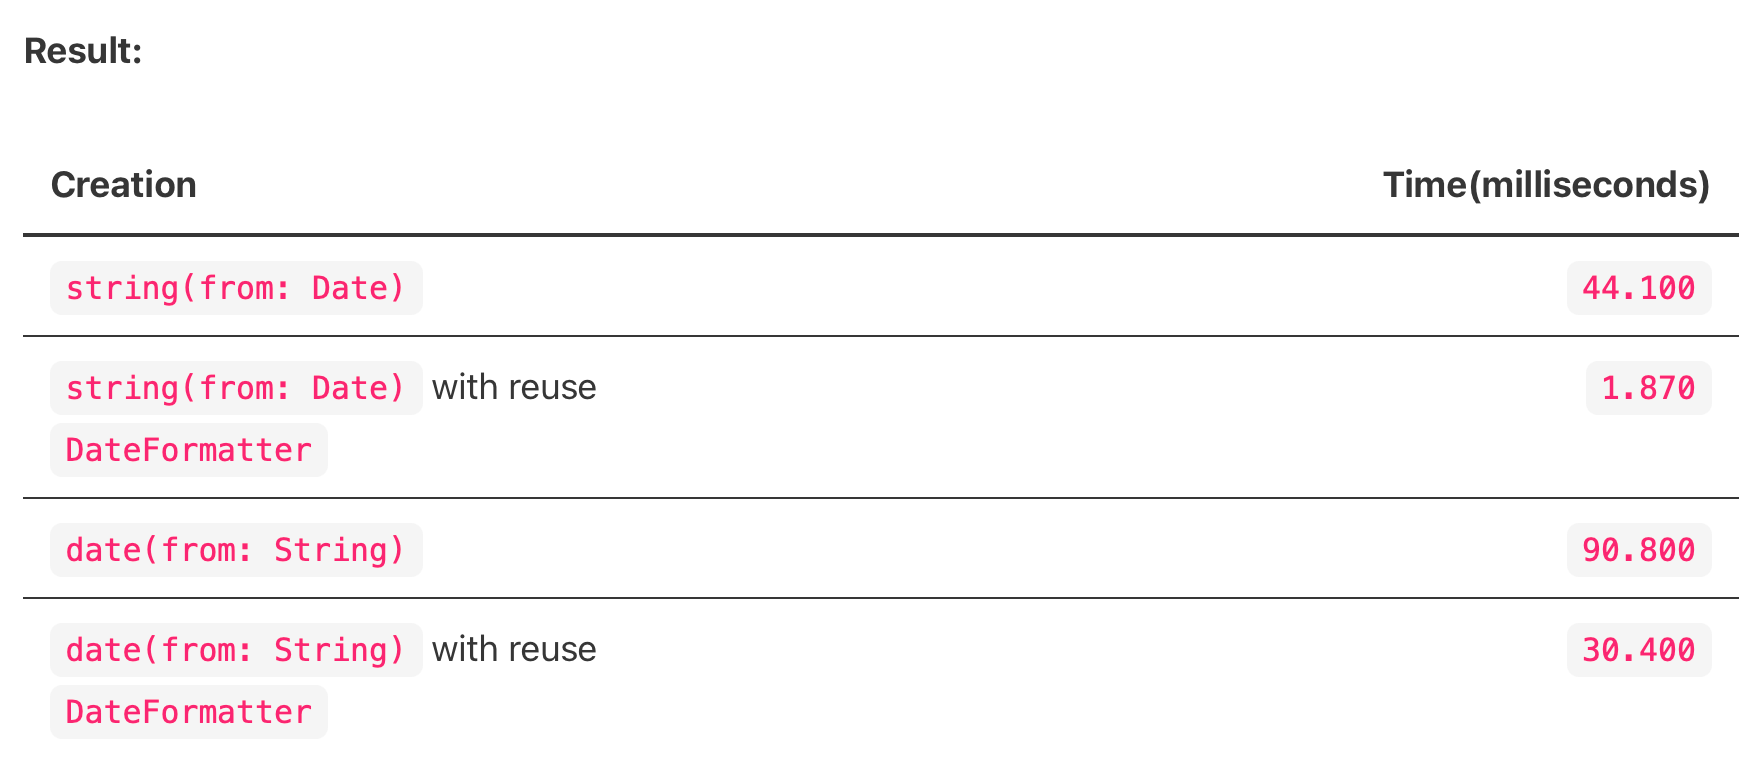 Result:
Creation Time(milliseconds)
string(from: Date) 44.100
string(from: Date) with reuse 1.870
DateFormatter
date(from: String) 90.800
date(from: String) with reuse 30.400
DateFormatter